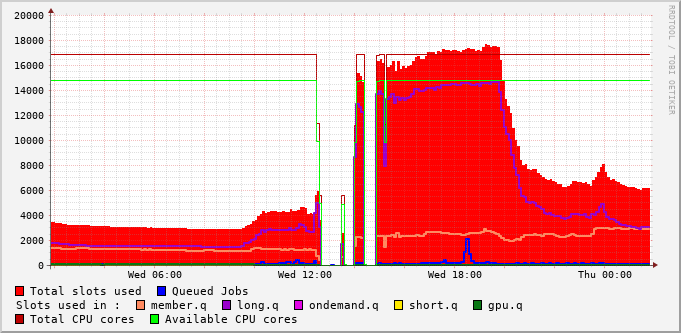 RRDTOOL / TOBI OETIKER
20000
18000
16000
14000
12000
10000
8000
6000
4000
2000
0
Wed 06:00 Wed 12:00 Wed 18:00 Thu 00:00
Total slots used Queued Jobs
Slots used in : member.q long.q ondemand.q short.q gpu.q
Total CPU cores Available CPU cores